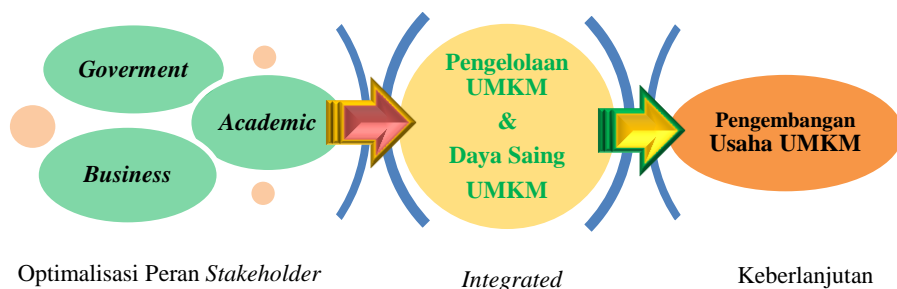 Goverment
Academic
Business
Pengelolaan
UMKM
&
Daya Saing
UMKM
Pengembangan
Usaha UMKM
Optimalisasi Peran Stakeholder
Integrated
Keberlanjutan